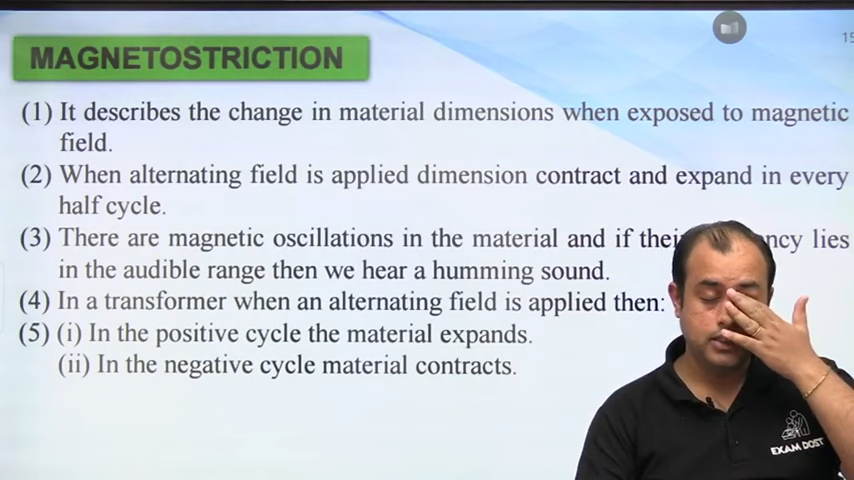 15
MAGNETOSTRICTION
(1) It describes the change in material dimensions when exposed to magnetic
field.
(2) When alternating field is applied dimension contract and expand in every
half cycle.
(3) There are magnetic oscillations in the material and if lies
in the audible range then we hear a humming sound.
(4) In a transformer when an alternating field is applied then:
(5) (i) In the positive cycle the material expands.
(ii) In the negative cycle material contracts.
EXAM DOST